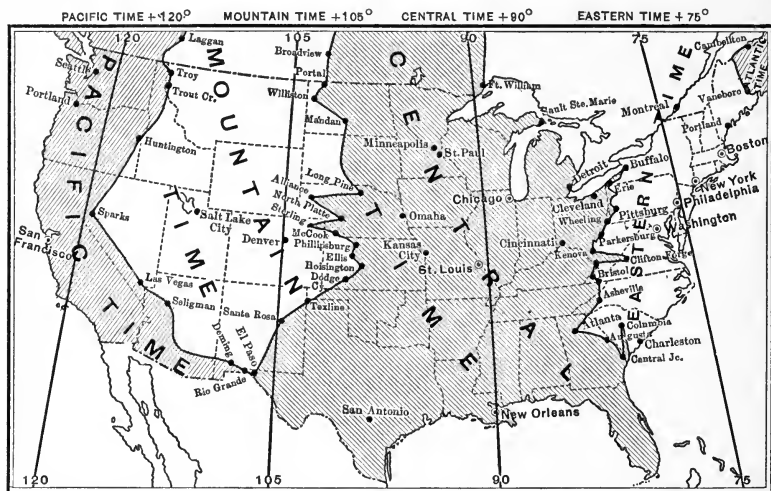 PACIFIC TIME + 120° MOUNTAIN TIME + 105° CENTRAL TIME + 90° EASTERN TIME + 75°
120
90
75
Laggan
Troy
Trout Cr.
Seattle
Portland
Huntington
Sparks
San Francisco
Las Vegas
Seligman
Salt Lake City
Denver
Santa Rosa
Deming
El Paso
Rio Grande
Broadview
Portal
Williston
Mandan
Long Pine
Alliance
North Platte
Sterling
McCook
Phillipsburg
Ellis
Hoisington
Dodge Cy.
Texline
Minneapolis
St. Paul
Omaha
Kansas City
St. Louis
Chicago
Cincinnati
San Antonio
New Orleans
Ft. William
Sault Ste. Marie
Detroit
Cleveland
Erie
Buffalo
Wheeling
Pittsburg
Parkersburg
Kenova
Clifton Forge
Bristol
Asheville
Atlanta
Augusta
Columbia
Charleston
Central Jc.
Montreal
Campbellton
Vanceboro
Portland
Boston
New York
Philadelphia
Washington
PACIFIC TIME
MOUNTAIN TIME
CENTRAL TIME
EASTERN TIME
ATLANTIC TIME
120
105
90
75